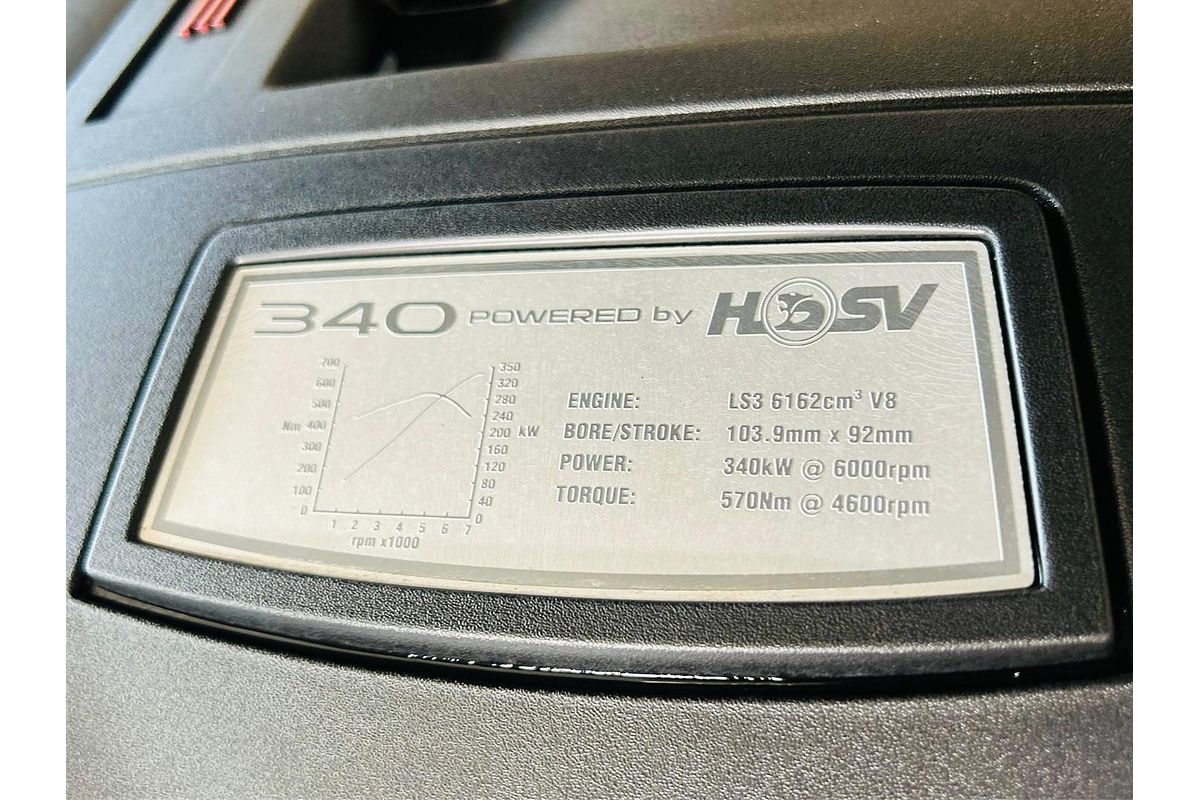 340 POWERED by HSV
700
600
500
Nm 400
300
200
100
0
350
320
280
240
200 kW
160
120
80
40
0
1 2 3 4 5 6 7
rpm x1000
ENGINE: LS3 6162cm³ V8
BORE/STROKE: 103.9mm x 92mm
POWER: 340kW @ 6000rpm
TORQUE: 570Nm @ 4600rpm